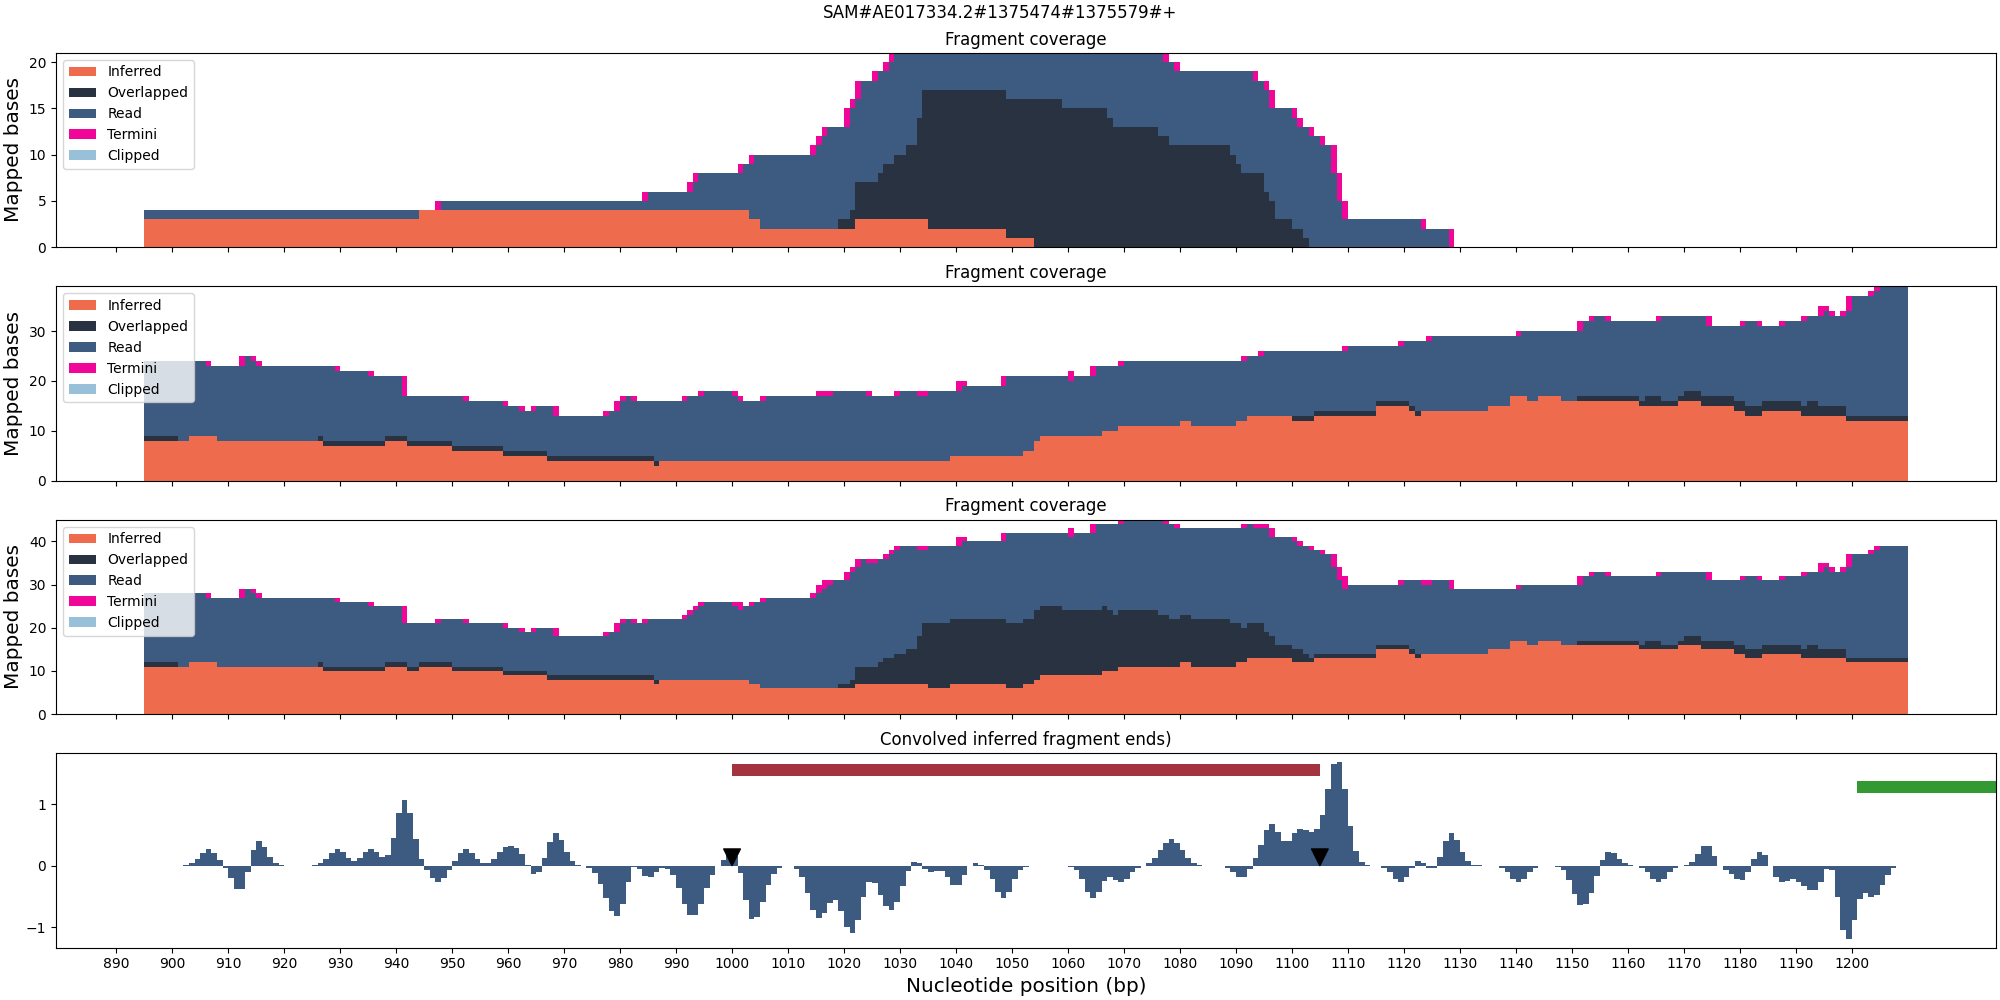 SAM#AE017334.2#1375474#1375579#+
Fragment coverage
Mapped bases
20
15
10
5
0
Inferred
Overlapped
Read
Termini
Clipped
Fragment coverage
Mapped bases
30
20
10
0
Inferred
Overlapped
Read
Termini
Clipped
Fragment coverage
Mapped bases
40
30
20
10
0
Inferred
Overlapped
Read
Termini
Clipped
Convolved inferred fragment ends)
1
0
−1
890 900 910 920 930 940 950 960 970 980 990 1000 1010 1020 1030 1040 1050 1060 1070 1080 1090 1100 1110 1120 1130 1140 1150 1160 1170 1180 1190 1200
Nucleotide position (bp)